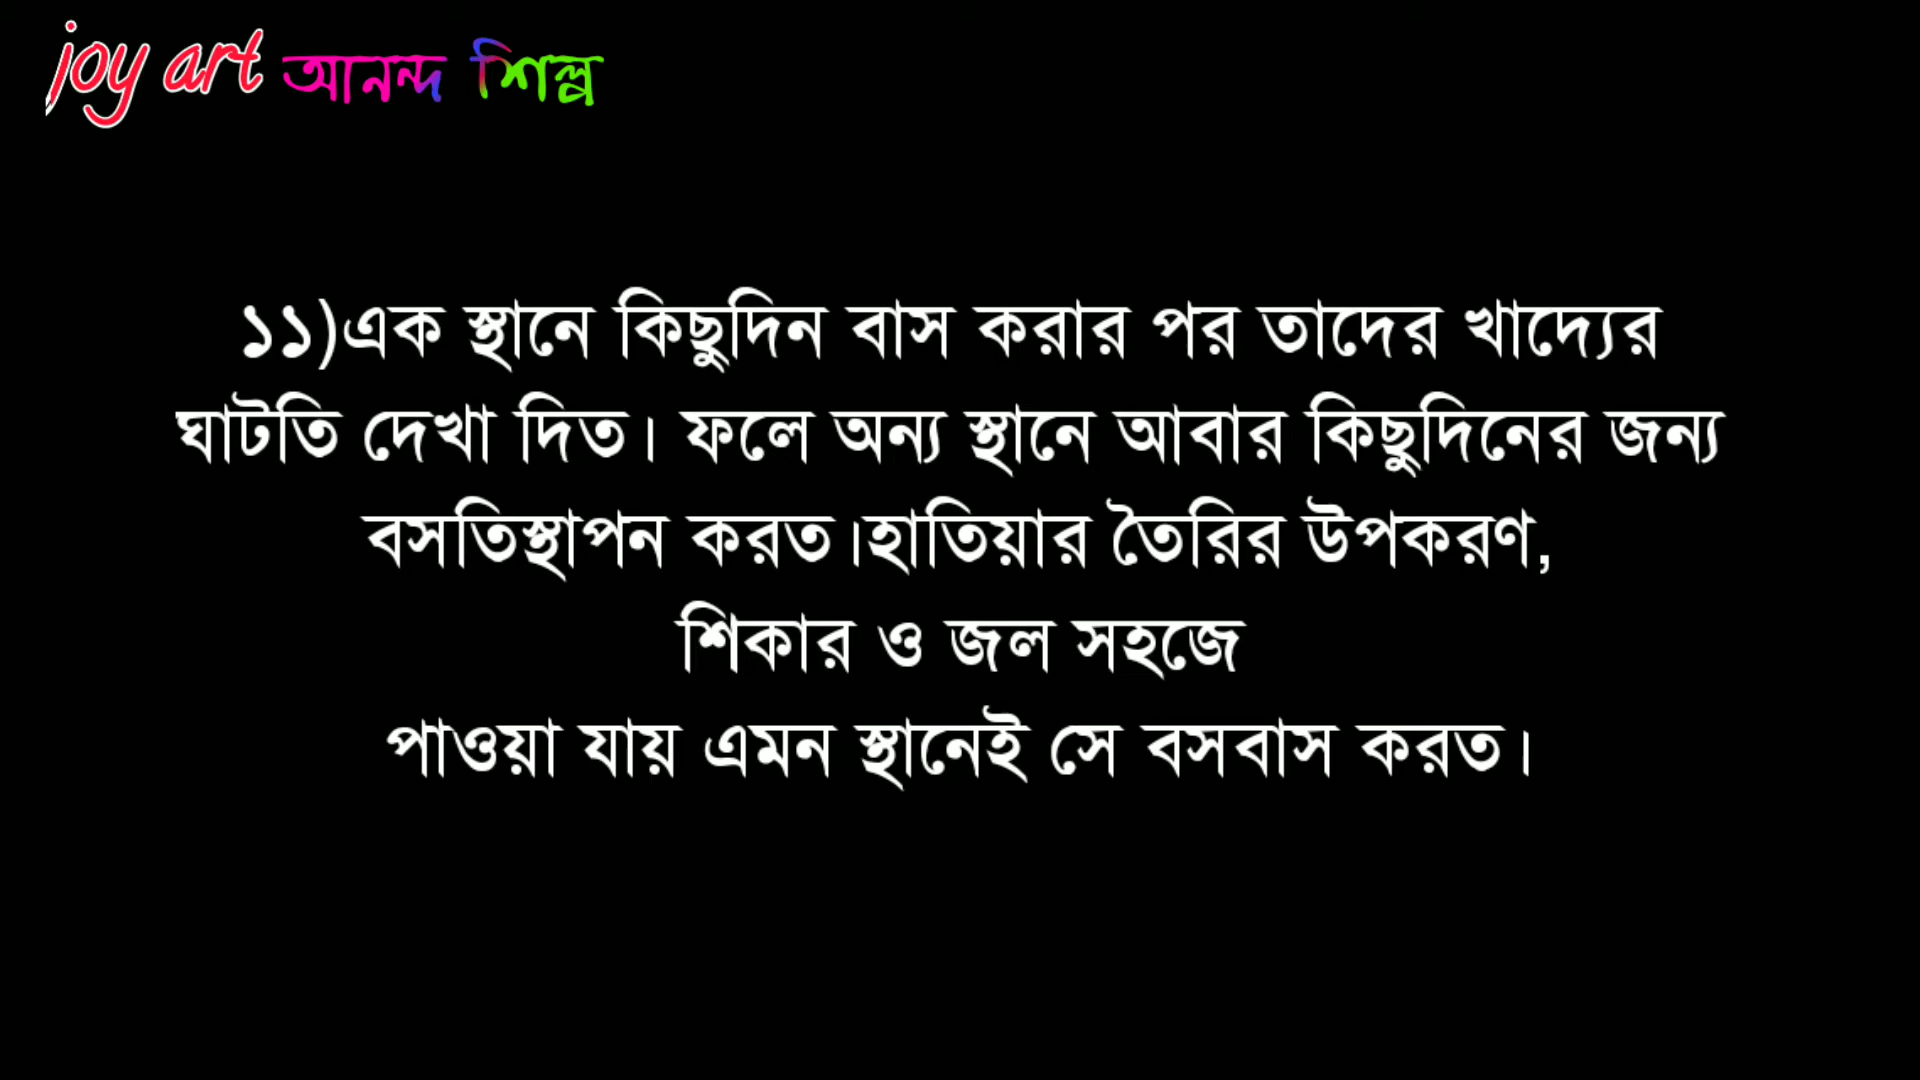 joy art আনন্দ শিল্প
১১)এক স্থানে কিছুদিন বাস করার পর তাদের খাদ্যের
ঘাটতি দেখা দিত। ফলে অন্য স্থানে আবার কিছুদিনের জন্য
বসতিস্থাপন করত।হাতিয়ার তৈরির উপকরণ,
শিকার ও জল সহজে
পাওয়া যায় এমন স্থানেই সে বসবাস করত।